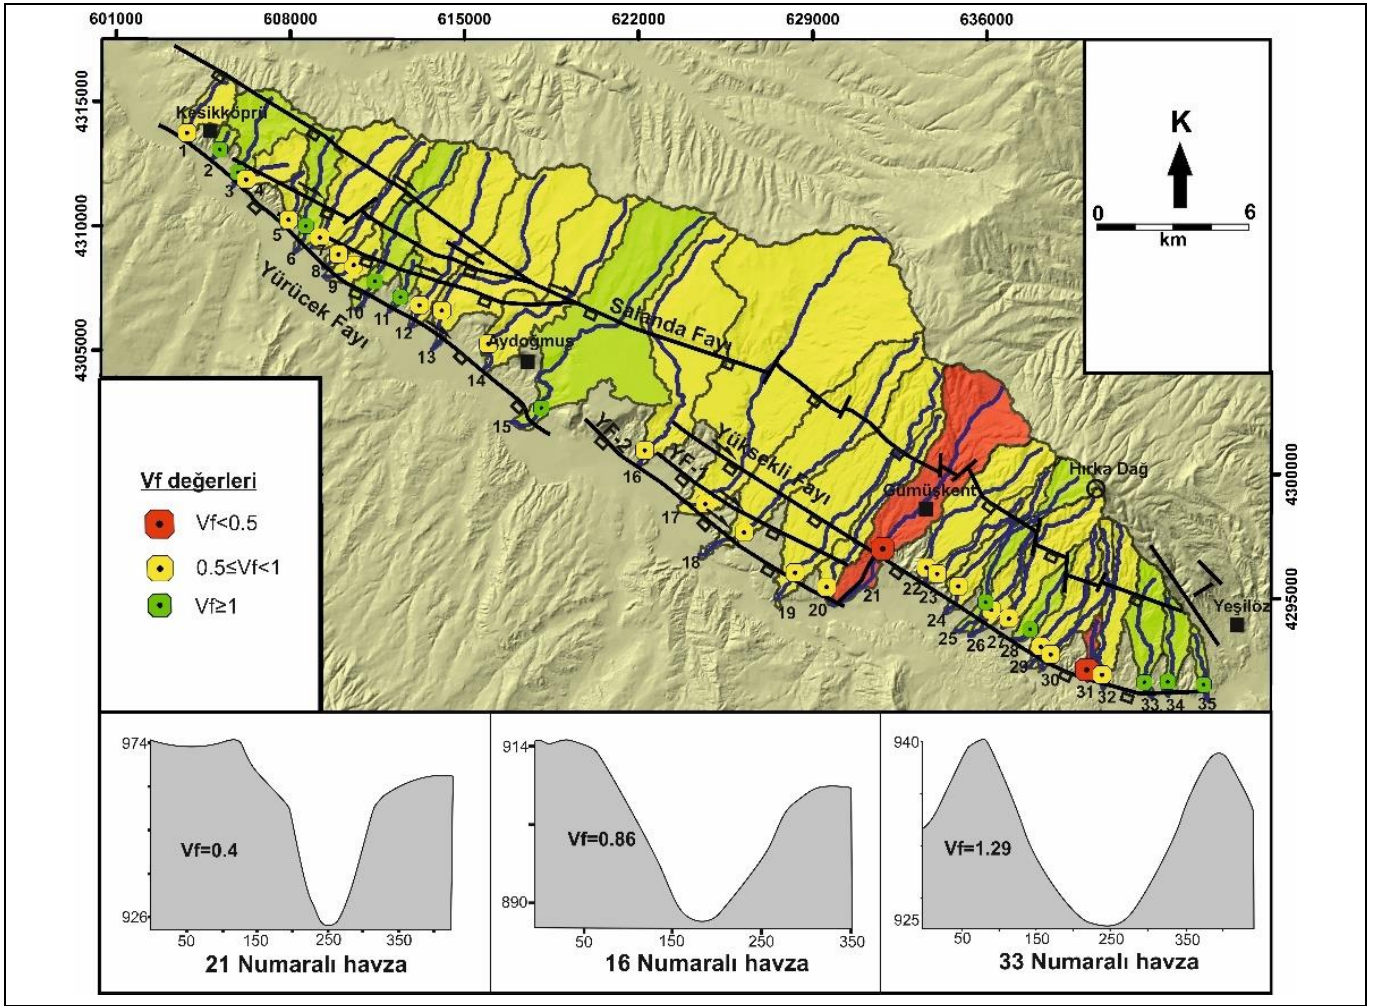 601000 608000 615000 622000 629000 636000
4315000
4310000
4305000
4300000
4295000
K
0 6
km
Kesikköprü
Aydoğmuş
Gümüşkent
Hırka Dağ
Yeşilöz
Yürücek Fayı
Salanda Fayı
Yüksekli Fayı
YF-2
YF-1
1
2
3
4
5
6
7
8
9
10
11
12
13
14
15
16
17
18
19
20
21
22
23
24
25
26
27
28
29
30
31
32
33
34
35
Vf değerleri
Vf<0.5
0.5≤Vf<1
Vf≥1
974
926
Vf=0.4
50 150 250 350
21 Numaralı havza
914
890
Vf=0.86
50 150 250 350
16 Numaralı havza
940
925
Vf=1.29
50 150 250 350
33 Numaralı havza